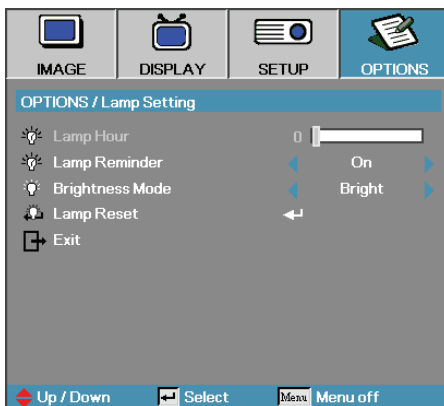 IMAGE DISPLAY SETUP OPTIONS
OPTIONS / Lamp Setting
Lamp Hour 0
Lamp Reminder On
Brightness Mode Bright
Lamp Reset
Exit
Up / Down Select Menu Menu off